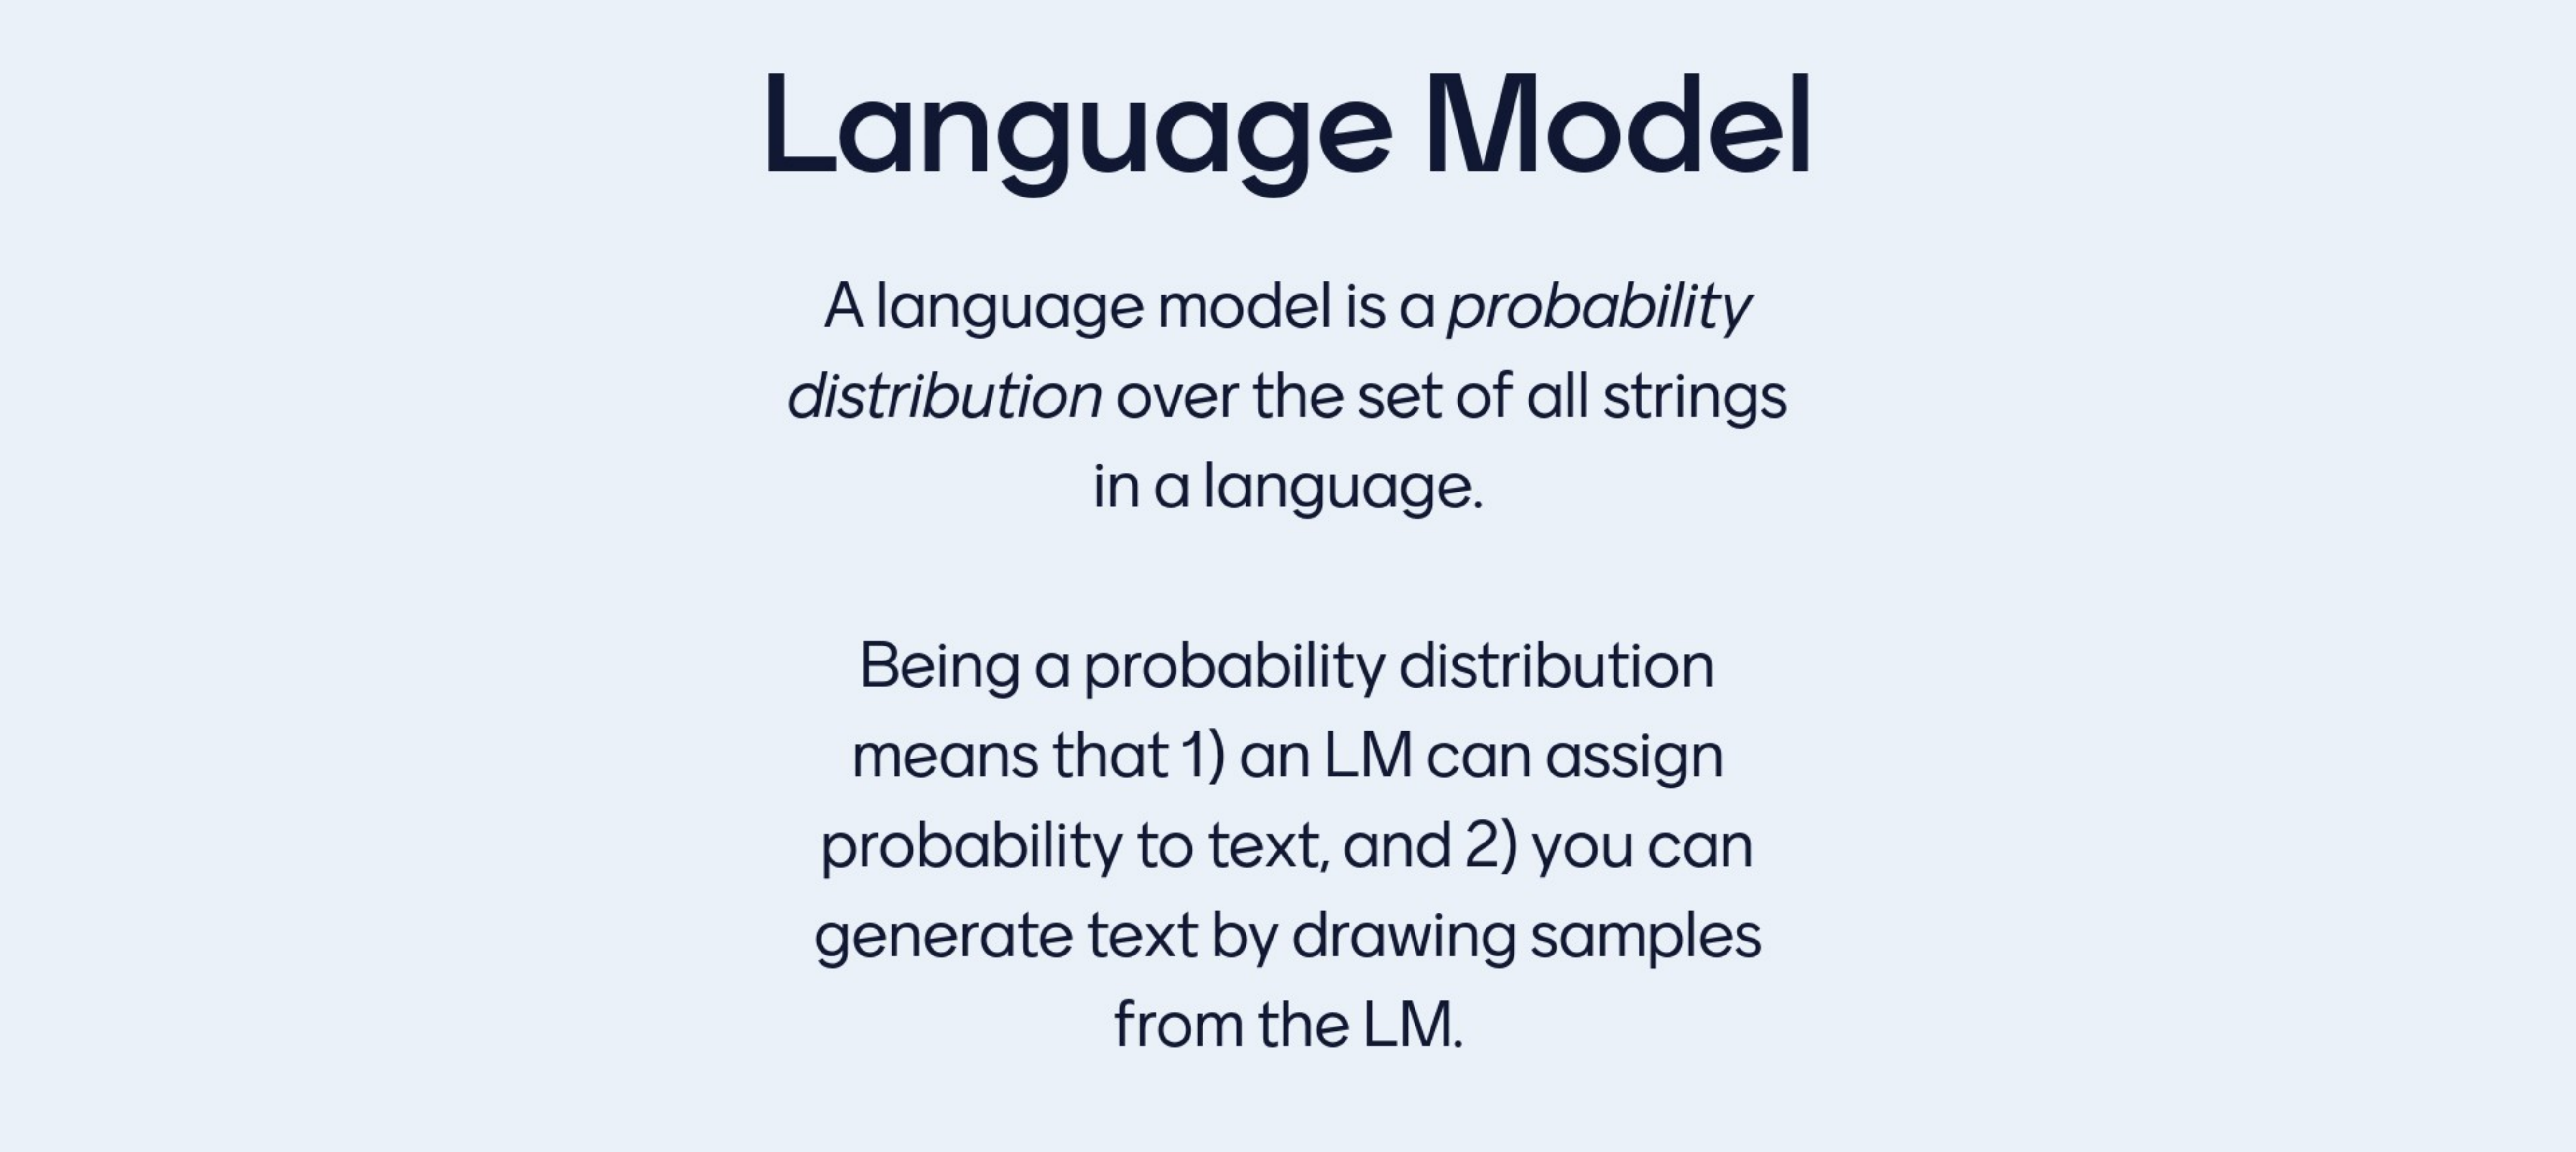 Language Model
A language model is a probability
distribution over the set of all strings
in a language.
Being a probability distribution
means that 1) an LM can assign
probability to text, and 2) you can
generate text by drawing samples
from the LM.